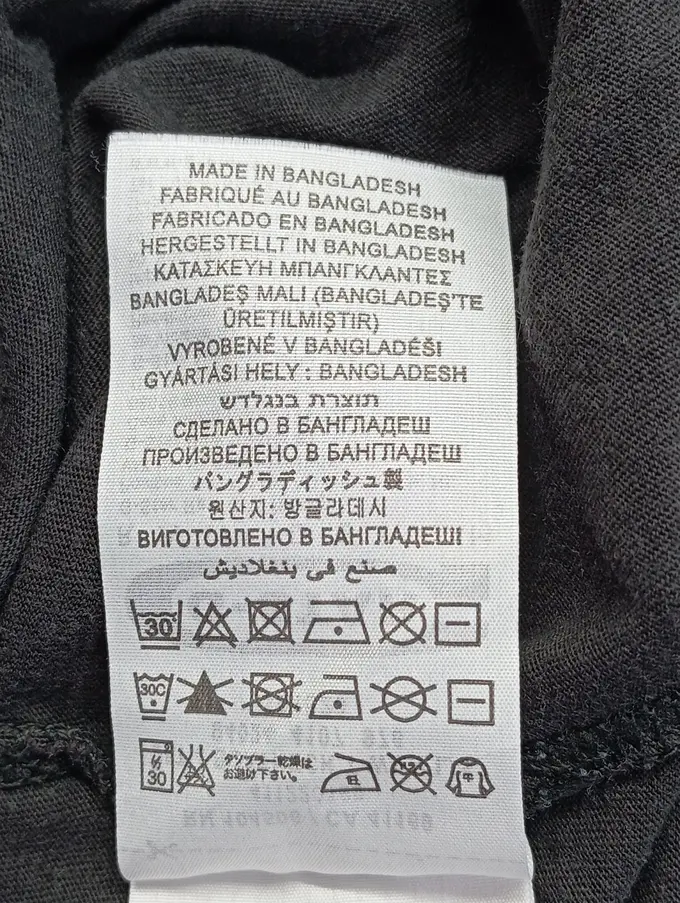 MADE IN BANGLADESH
FABRIQUÉ AU BANGLADESH
FABRICADO EN BANGLADESH
HERGESTELLT IN BANGLADESH
ΚΑΤΑΣΚΕΥΗ ΜΠΑΝΓΚΛΑΝΤΕΣ
BANGLADEŞ MALI (BANGLADEŞ'TE
ÜRETILMIŞTIR)
VYROBENÉ V BANGLADÉŠI
GYÁRTÁSI HELY : BANGLADESH
תוצרת בנגלדש
СДЕЛАНО В БАНГЛАДЕШ
ПРОИЗВЕДЕНО В БАНГЛАДЕШ
バングラディッシュ製
원산지: 방글라데시
ВИГОТОВЛЕНО В БАНГЛАДЕШІ
صنع في بنغلاديش
30
30C
30
タンブラー乾燥は
お避け下さい。